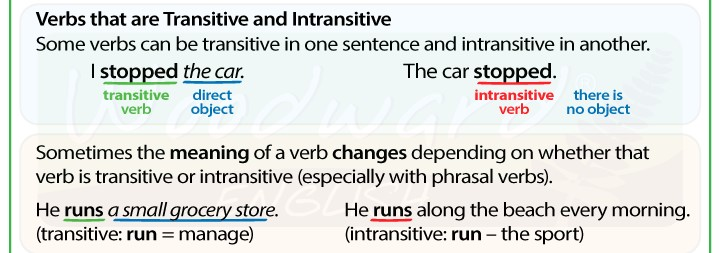 Verbs that are Transitive and Intransitive
Some verbs can be transitive in one sentence and intransitive in another.
I stopped the car. The car stopped.
transitive direct intransitive there is
verb object verb no object
Sometimes the meaning of a verb changes depending on whether that
verb is transitive or intransitive (especially with phrasal verbs).
He runs a small grocery store. He runs along the beach every morning.
(transitive: run = manage) (intransitive: run – the sport)
Woodward®
ENGLISH